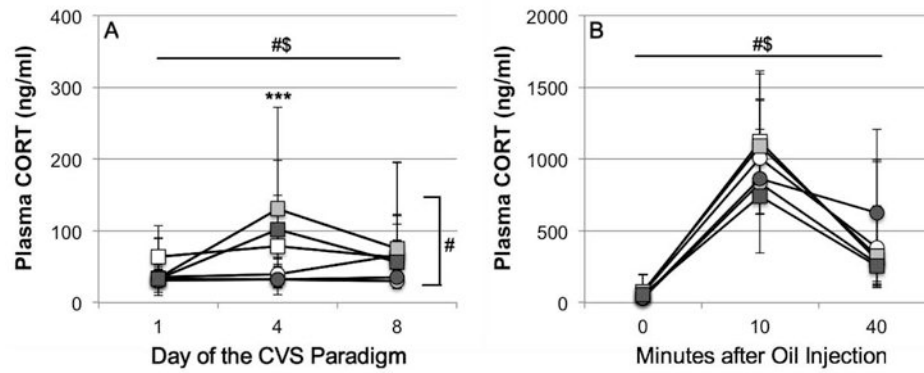 A
#$
***
#
400
300
200
100
0
Plasma CORT (ng/ml)
1 4 8
Day of the CVS Paradigm
B
#$
2000
1500
1000
500
0
Plasma CORT (ng/ml)
0 10 40
Minutes after Oil Injection